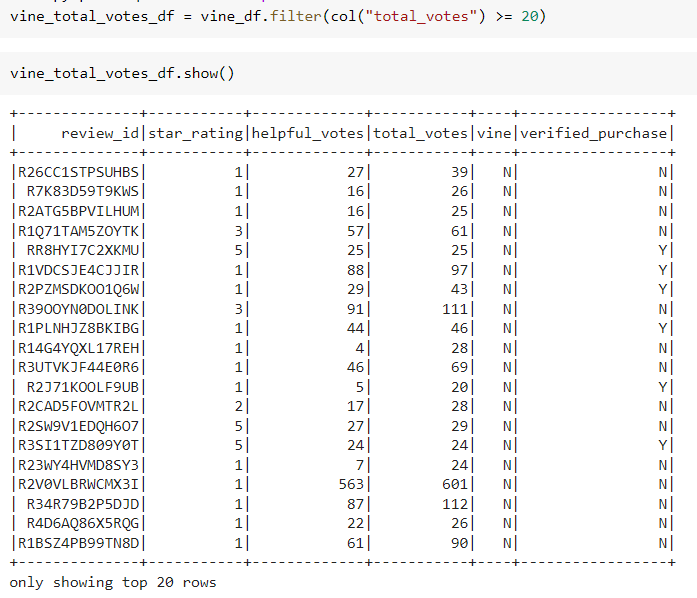 vine_total_votes_df = vine_df.filter(col("total_votes") >= 20)
vine_total_votes_df.show()
+--------------+-----------+-------------+-----------+----+-----------------+
|     review_id|star_rating|helpful_votes|total_votes|vine|verified_purchase|
+--------------+-----------+-------------+-----------+----+-----------------+
|R26CC1STPSUHBS|          1|           27|         39|   N|                N|
| R7K83D59T9KWS|          1|           16|         26|   N|                N|
|R2ATG5BPVILHUM|          1|           16|         25|   N|                N|
|R1Q71TAM5ZOYTK|          3|           57|         61|   N|                N|
| RR8HYI7C2XKMU|          5|           25|         25|   N|                Y|
|R1VDCSJE4CJJIR|          1|           88|         97|   N|                Y|
|R2PZMSDKOO1Q6W|          1|           29|         43|   N|                Y|
|R39OOYN0DOLINK|          3|           91|        111|   N|                N|
|R1PLNHJZ8BKIBG|          1|           44|         46|   N|                Y|
|R14G4YQXL17REH|          1|            4|         28|   N|                N|
|R3UTVKJF44E0R6|          1|           46|         69|   N|                N|
| R2J71KOOLF9UB|          1|            5|         20|   N|                Y|
|R2CAD5FOVMTR2L|          2|           17|         28|   N|                N|
|R2SW9V1EDQH6O7|          5|           27|         29|   N|                N|
|R3SI1TZD809Y0T|          5|           24|         24|   N|                Y|
|R23WY4HVMD8SY3|          1|            7|         24|   N|                N|
|R2V0VLBRWCMX3I|          1|          563|        601|   N|                N|
| R34R79B2P5DJD|          1|           87|        112|   N|                N|
| R4D6AQ86X5RQG|          1|           22|         26|   N|                N|
|R1BSZ4PB99TN8D|          1|           61|         90|   N|                N|
+--------------+-----------+-------------+-----------+----+-----------------+
only showing top 20 rows